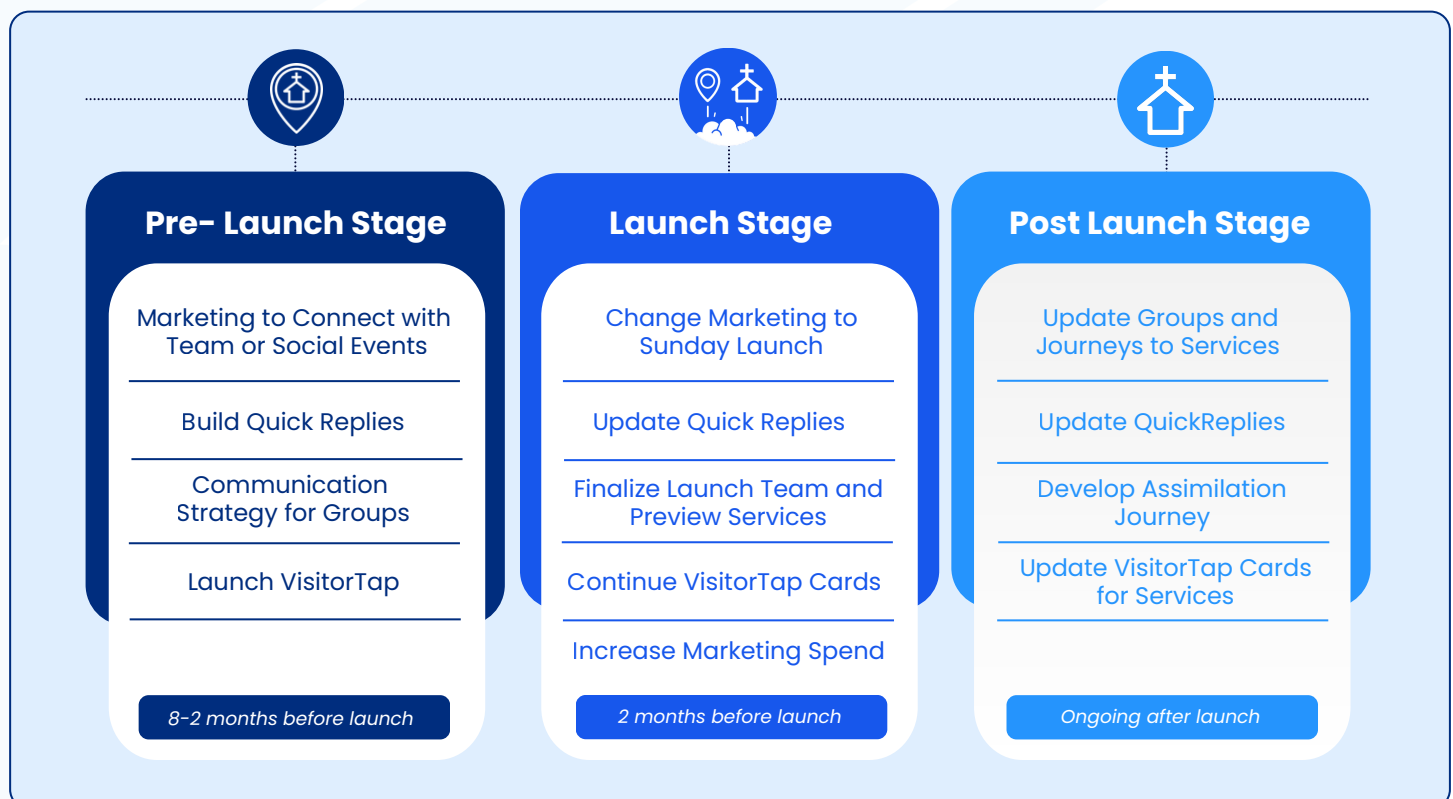 Pre- Launch Stage
Marketing to Connect with
Team or Social Events
Build Quick Replies
Communication
Strategy for Groups
Launch VisitorTap
8-2 months before launch
Launch Stage
Change Marketing to
Sunday Launch
Update Quick Replies
Finalize Launch Team and
Preview Services
Continue VisitorTap Cards
Increase Marketing Spend
2 months before launch
Post Launch Stage
Update Groups and
Journeys to Services
Update QuickReplies
Develop Assimilation
Journey
Update VisitorTap Cards
for Services
Ongoing after launch